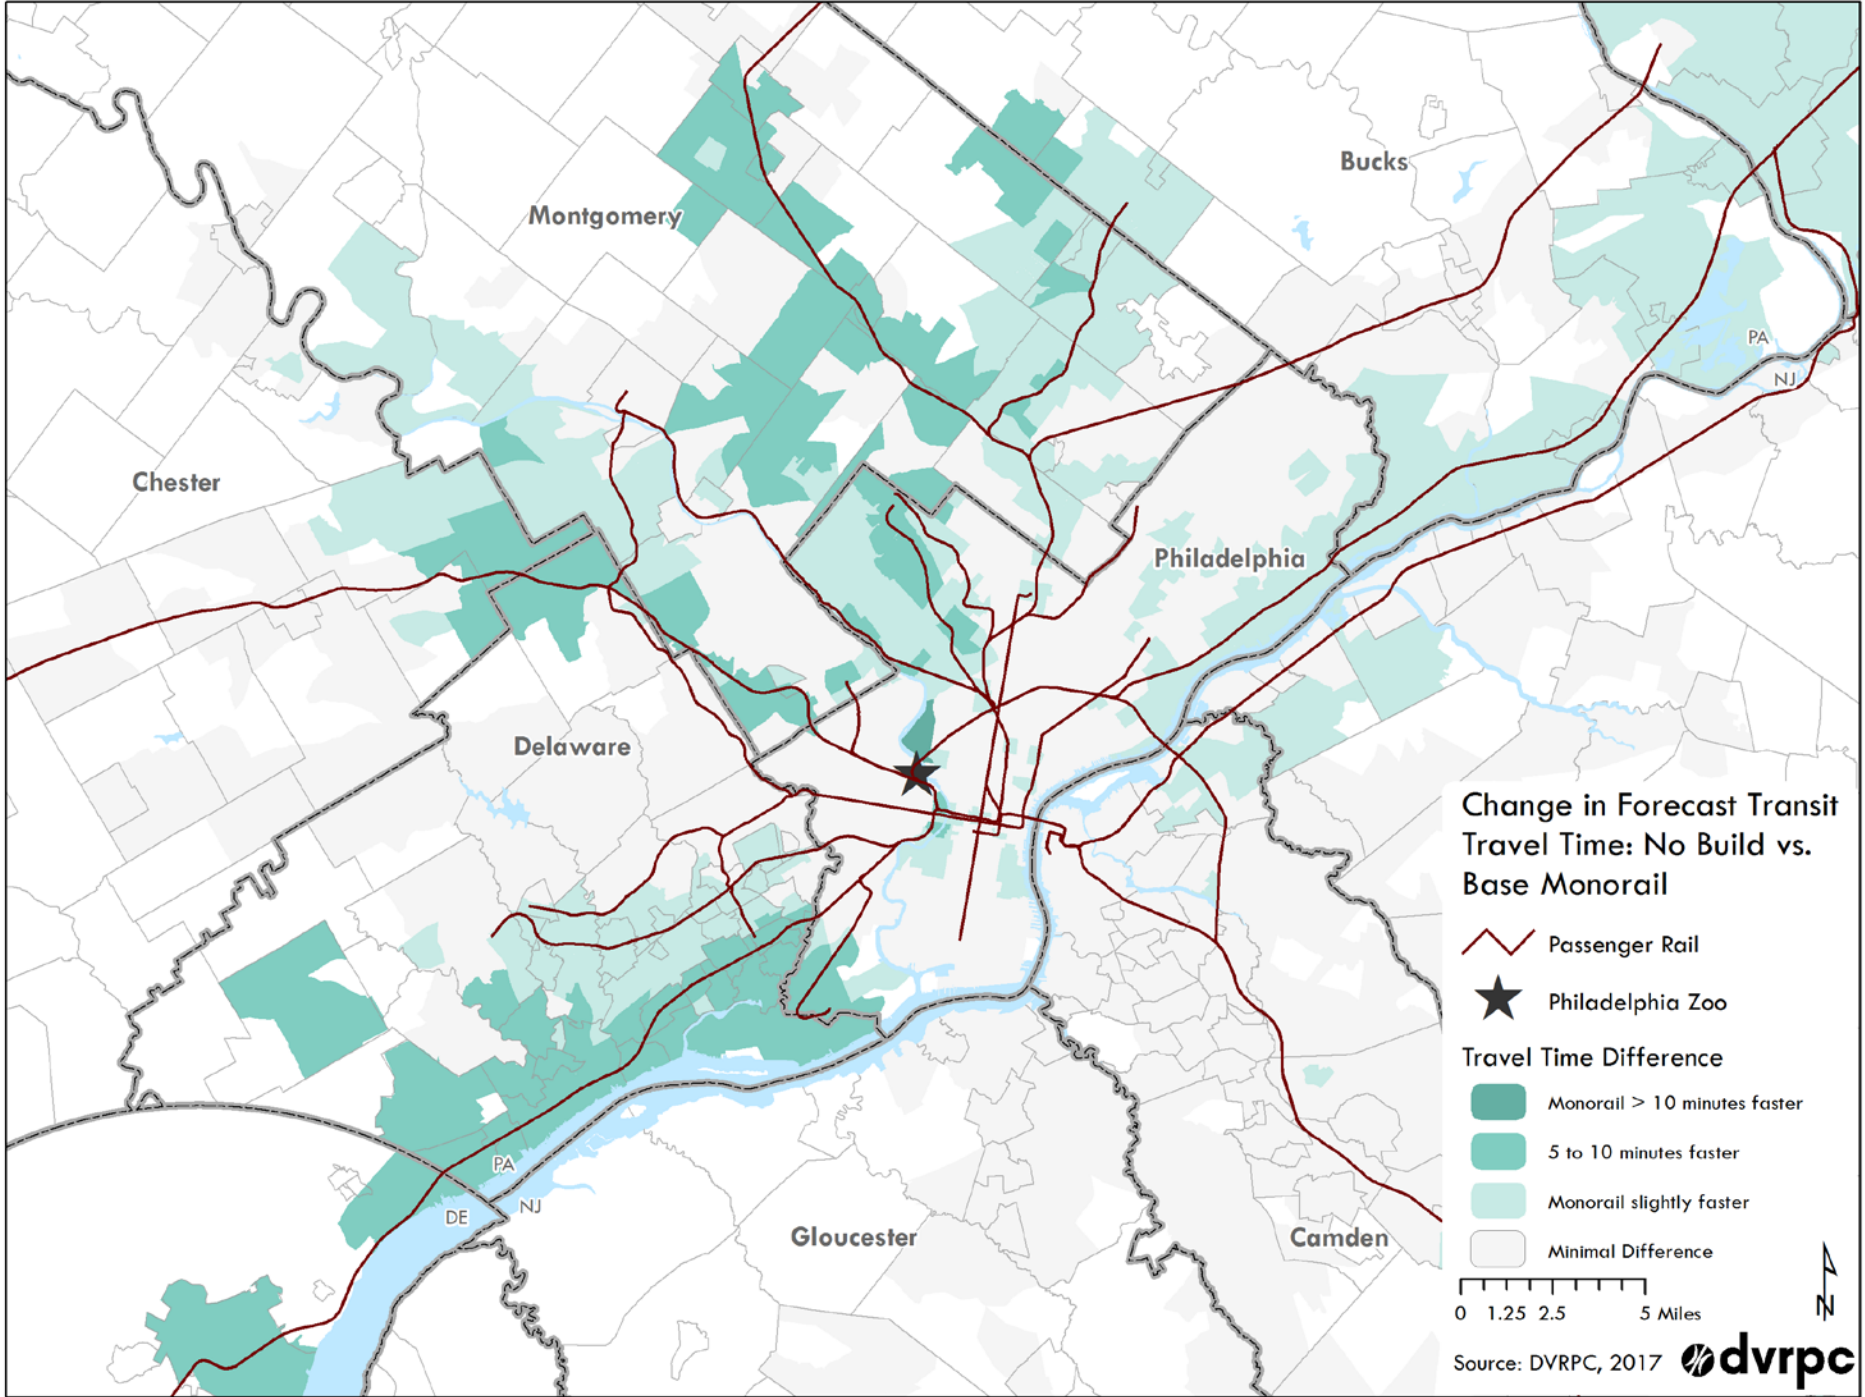 Bucks
Montgomery
PA
NJ
Chester
Philadelphia
Delaware
PA
NJ
DE
Gloucester
Camden
Change in Forecast Transit
Travel Time: No Build vs.
Base Monorail
Passenger Rail
Philadelphia Zoo
Travel Time Difference
Monorail > 10 minutes faster
5 to 10 minutes faster
Monorail slightly faster
Minimal Difference
0 1.25 2.5 5 Miles
N
Source: DVRPC, 2017
dvrpc